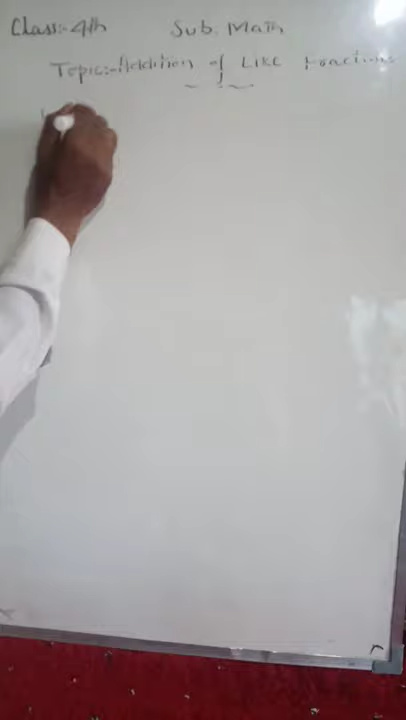 Class:- 4th Sub: Math
Topic:- Addition of Like Fractions